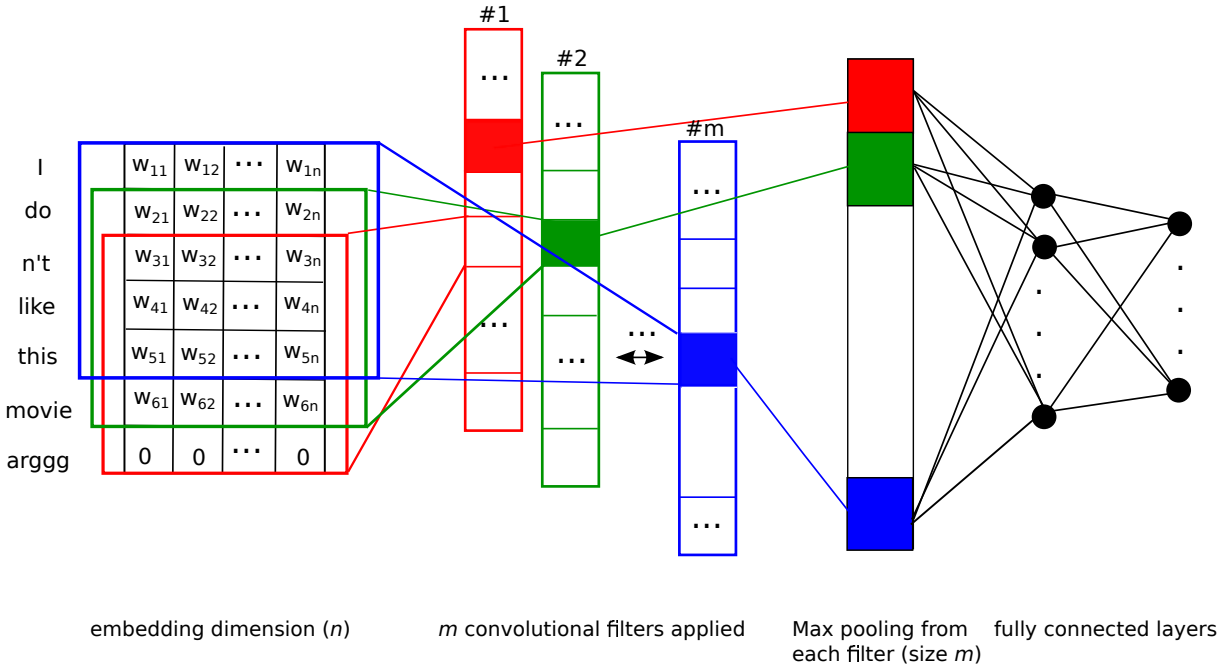 #1
#2
#m
...
...
...
I w11 w12 ... w1n
do w21 w22 ... w2n
n't w31 w32 ... w3n
like w41 w42 ... w4n
this w51 w52 ... w5n
movie w61 w62 ... w6n
arggg 0 0 ... 0
...
...
...
...
embedding dimension (n)
m convolutional filters applied
Max pooling from
each filter (size m)
fully connected layers